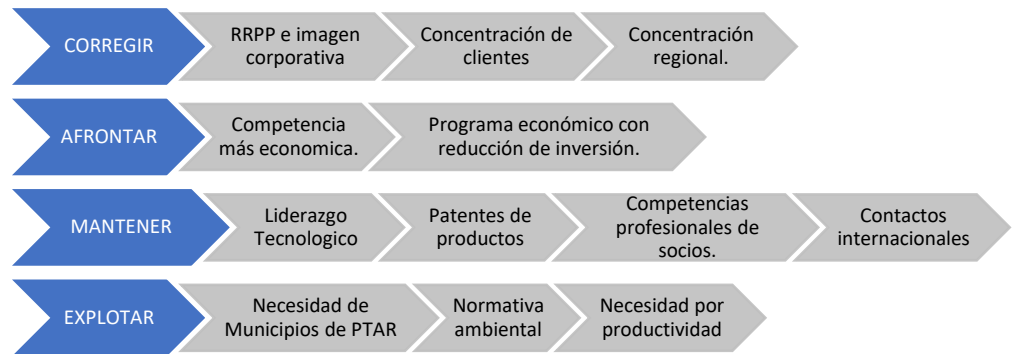 CORREGIR
RRPP e imagen
corporativa
Concentración de
clientes
Concentración
regional.
AFRONTAR
Competencia
más economica.
Programa económico con
reducción de inversión.
MANTENER
Liderazgo
Tecnologico
Patentes de
productos
Competencias
profesionales de
socios.
Contactos
internacionales
EXPLOTAR
Necesidad de
Municipios de PTAR
Normativa
ambiental
Necesidad por
productividad